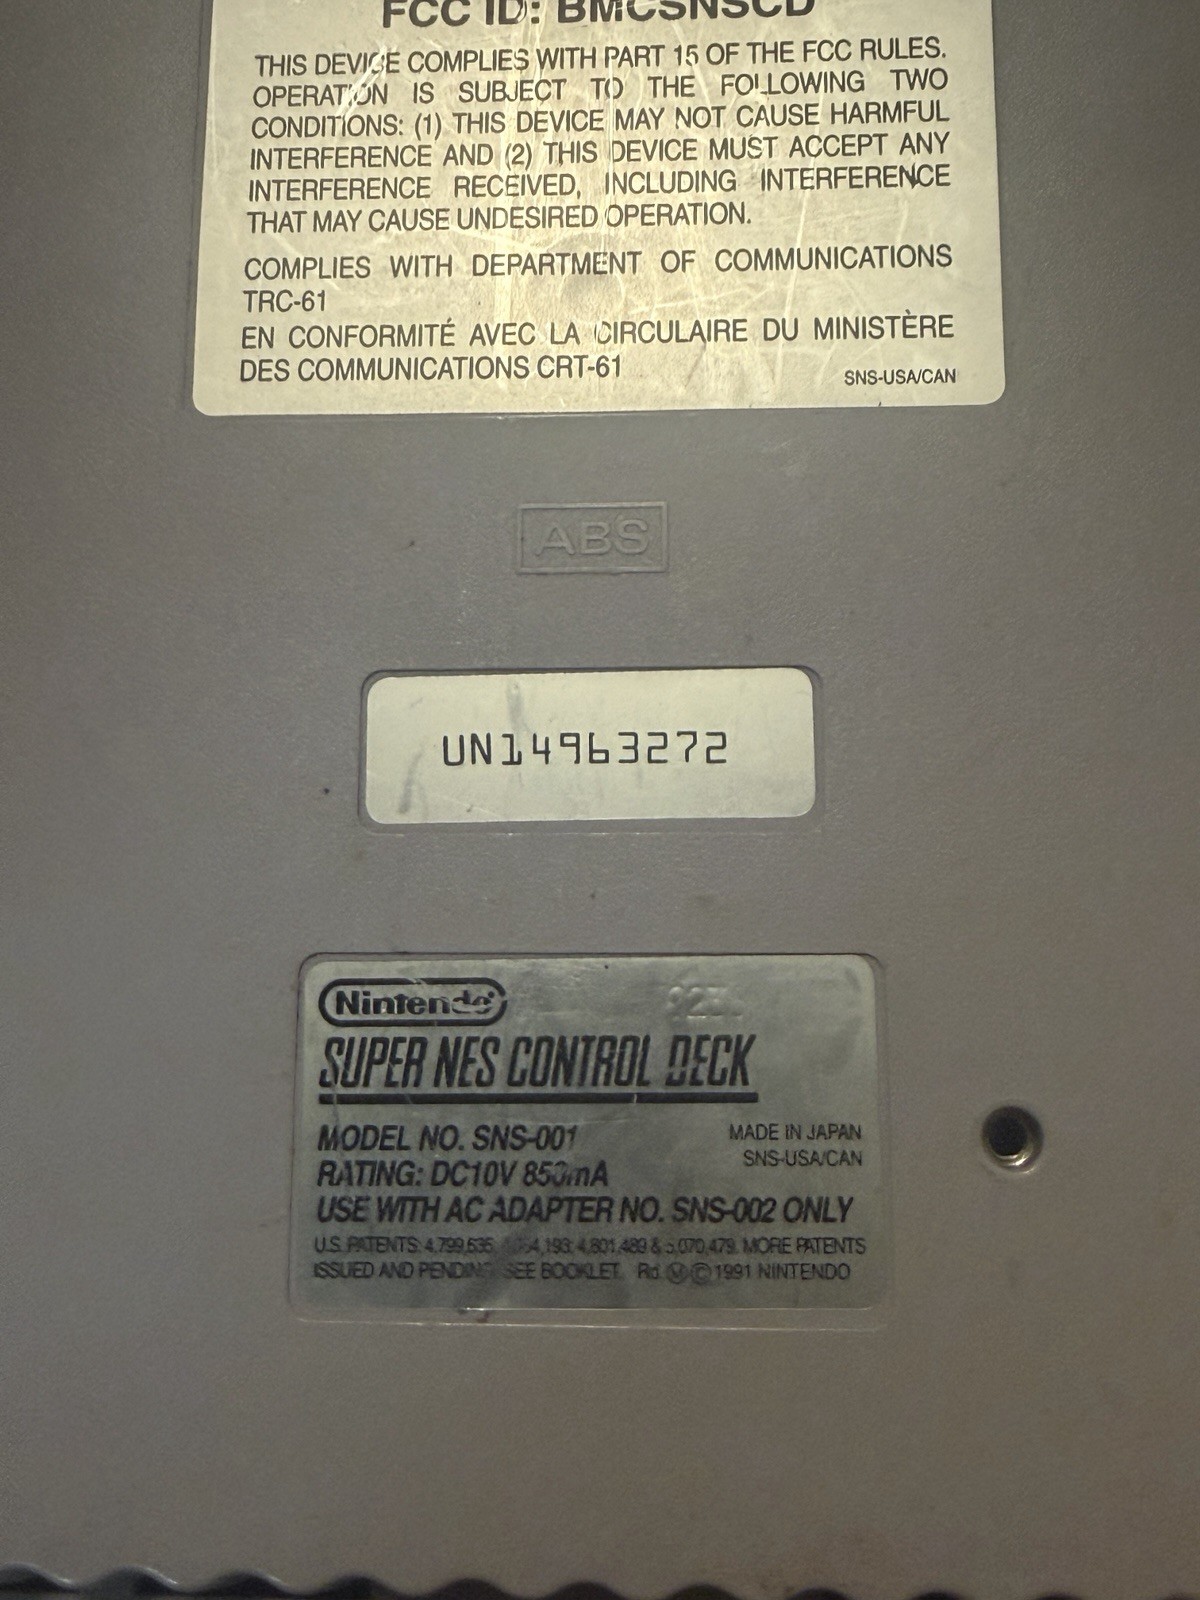 FCC ID: BMCSNSCD
THIS DEVICE COMPLIES WITH PART 15 OF THE FCC RULES.
OPERATION IS SUBJECT TO THE FOLLOWING TWO
CONDITIONS: (1) THIS DEVICE MAY NOT CAUSE HARMFUL
INTERFERENCE AND (2) THIS DEVICE MUST ACCEPT ANY
INTERFERENCE RECEIVED, INCLUDING INTERFERENCE
THAT MAY CAUSE UNDESIRED OPERATION.
COMPLIES WITH DEPARTMENT OF COMMUNICATIONS
TRC-61
EN CONFORMITÉ AVEC LA CIRCULAIRE DU MINISTÈRE
DES COMMUNICATIONS CRT-61
SNS-USA/CAN
ABS
UN14963272
Nintendo
SUPER NES CONTROL DECK
MODEL NO. SNS-001
MADE IN JAPAN
RATING: DC10V 850mA
SNS-USA/CAN
USE WITH AC ADAPTER NO. SNS-002 ONLY
U.S. PATENTS: 4,799,635, 4,801,489 & 5,070,479. MORE PATENTS
ISSUED AND PENDING SEE BOOKLET. Rd. Ⓜ©1991 NINTENDO